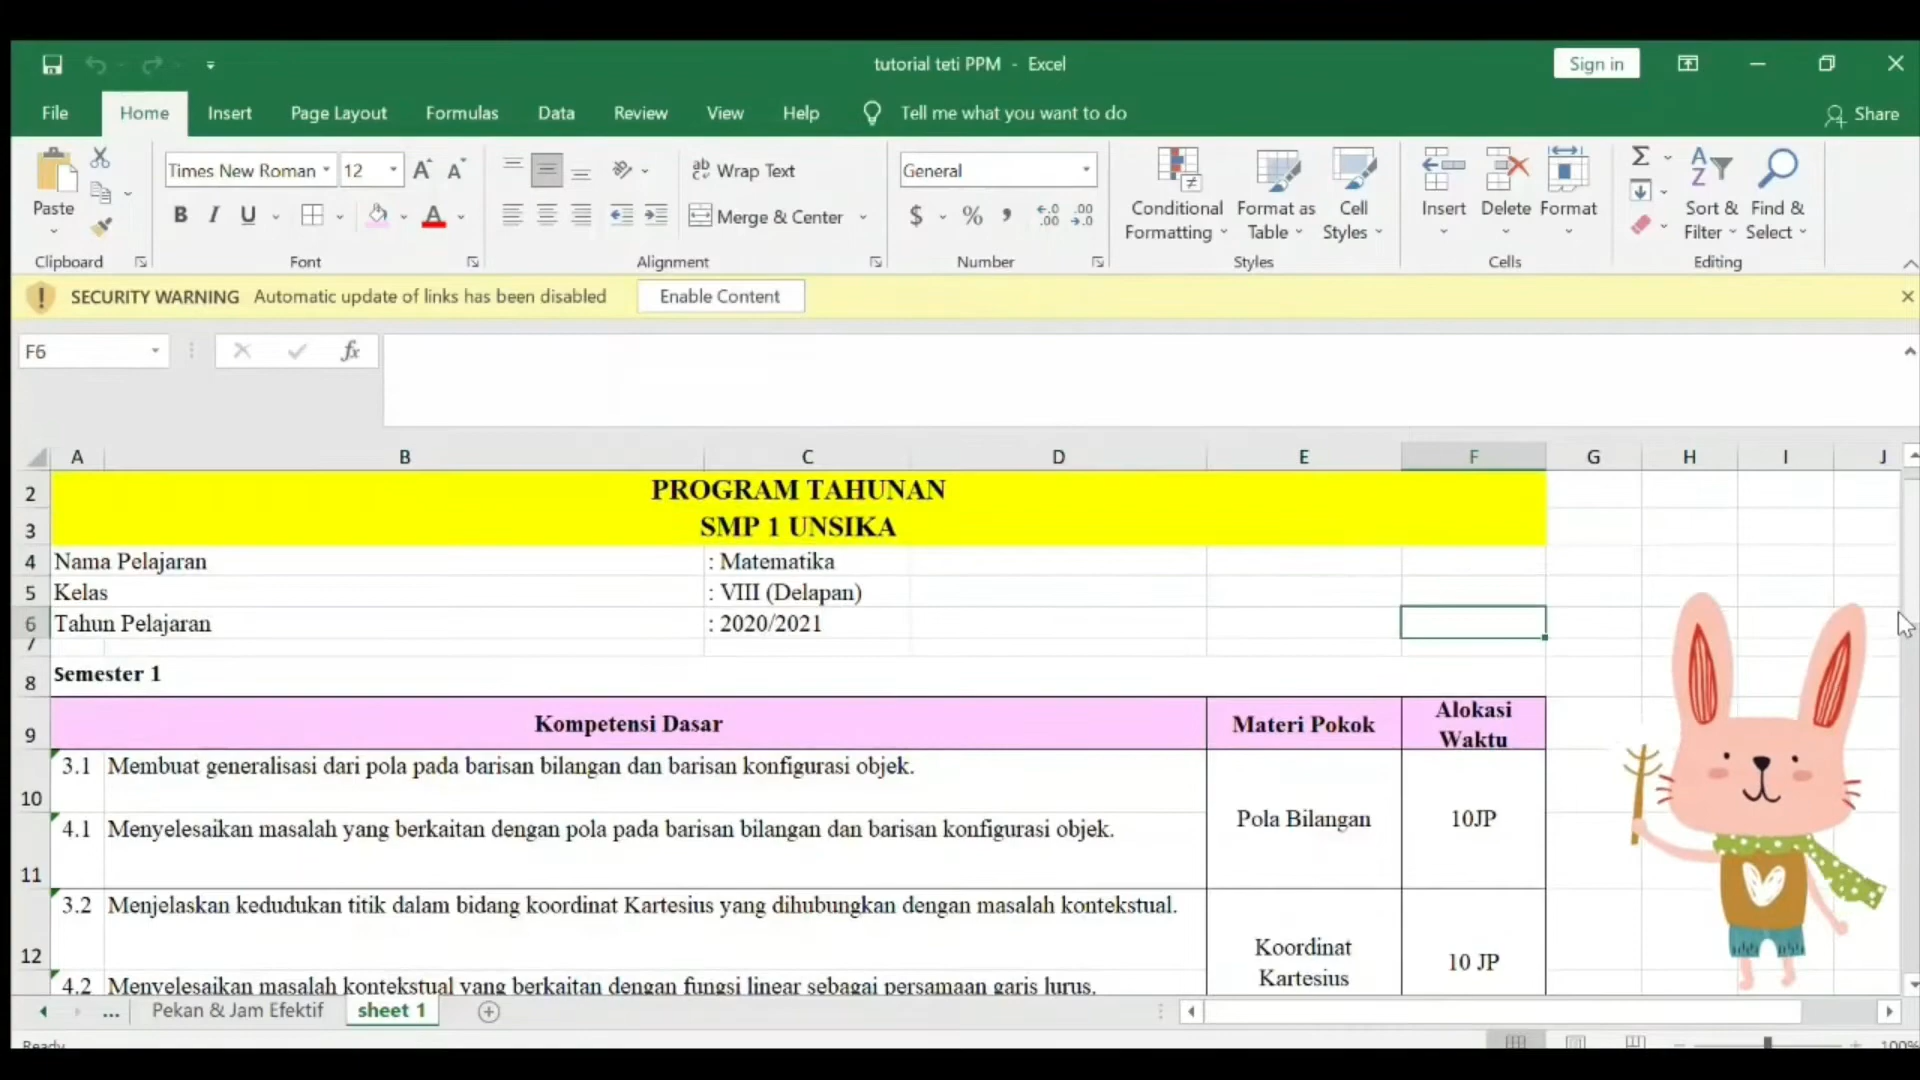 tutorial teti PPM - Excel
Sign in
File Home Insert Page Layout Formulas Data Review View Help Tell me what you want to do Share
Paste
Times New Roman 12
B I U
Wrap Text
Merge & Center
General
$ % ,
Conditional Formatting
Format as Table
Cell Styles
Insert Delete Format
Sort & Filter
Find & Select
Clipboard Font Alignment Number Styles Cells Editing
SECURITY WARNING Automatic update of links has been disabled Enable Content
F6 fx
A B C D E F G H I J
2 PROGRAM TAHUNAN
3 SMP 1 UNSIKA
4 Nama Pelajaran : Matematika
5 Kelas : VIII (Delapan)
6 Tahun Pelajaran : 2020/2021
7
8 Semester 1
9 Kompetensi Dasar Materi Pokok Alokasi Waktu
10 3.1 Membuat generalisasi dari pola pada barisan bilangan dan barisan konfigurasi objek.
Pola Bilangan 10JP
11 4.1 Menyelesaikan masalah yang berkaitan dengan pola pada barisan bilangan dan barisan konfigurasi objek.
12 3.2 Menjelaskan kedudukan titik dalam bidang koordinat Kartesius yang dihubungkan dengan masalah kontekstual.
Koordinat Kartesius 10 JP
4.2 Menyelesaikan masalah kontekstual yang berkaitan dengan fungsi linear sebagai persamaan garis lurus.
... Pekan & Jam Efektif sheet 1
Ready 100%